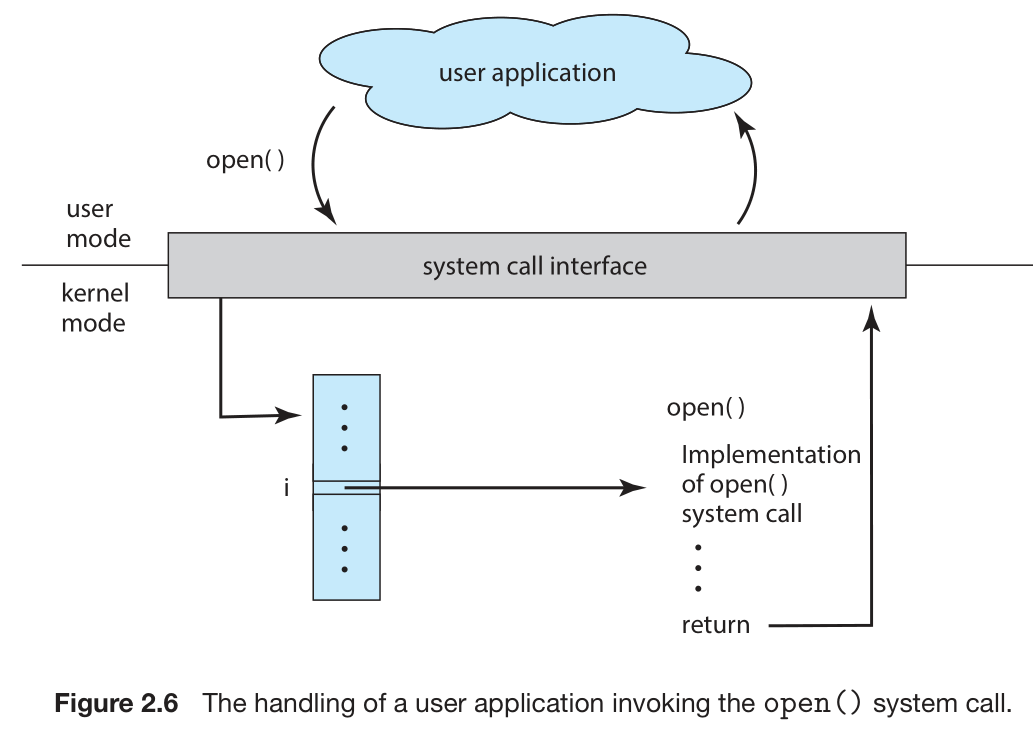 user application
open( )
user
mode
system call interface
kernel
mode
open( )
Implementation
of open( )
system call
i
return
Figure 2.6 The handling of a user application invoking the open() system call.